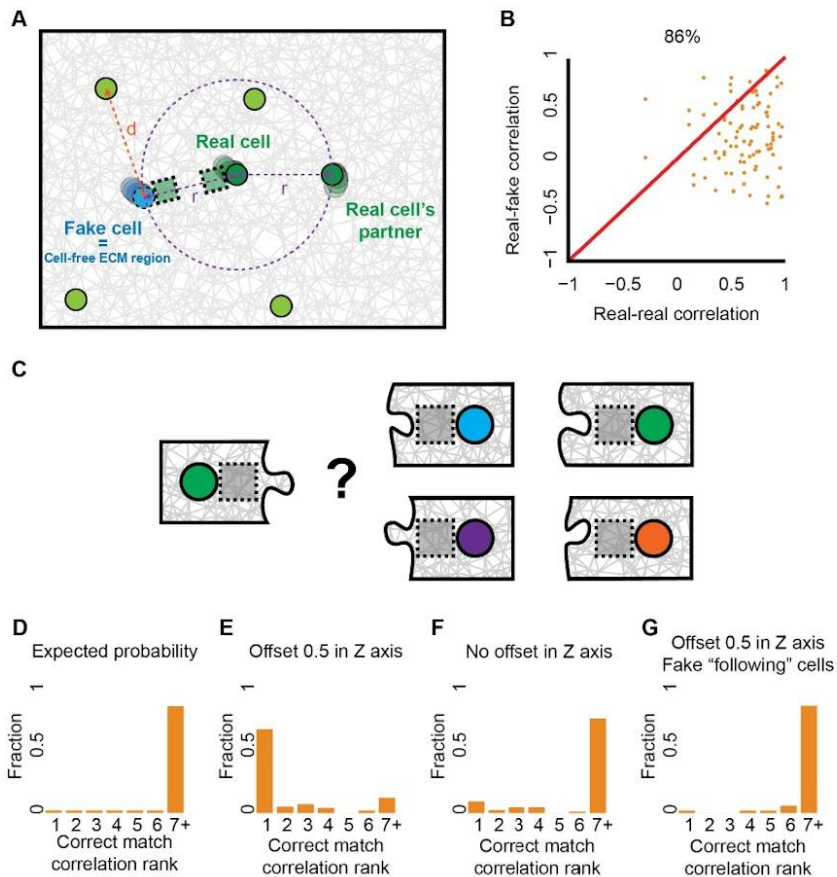 A
d
Real cell
r
r
Fake cell
=
Cell-free ECM region
Real cell's
partner
B
86%
Real-fake correlation
1
0.5
0
−0.5
−1
−1
0
0.5
1
Real-real correlation
C
?
D
Expected probability
Fraction
1
0.5
0
1 2 3 4 5 6 7+
Correct match
correlation rank
E
Offset 0.5 in Z axis
Fraction
1
0.5
0
1 2 3 4 5 6 7+
Correct match
correlation rank
F
No offset in Z axis
Fraction
1
0.5
0
1 2 3 4 5 6 7+
Correct match
correlation rank
G
Offset 0.5 in Z axis
Fake "following" cells
Fraction
1
0.5
0
1 2 3 4 5 6 7+
Correct match
correlation rank